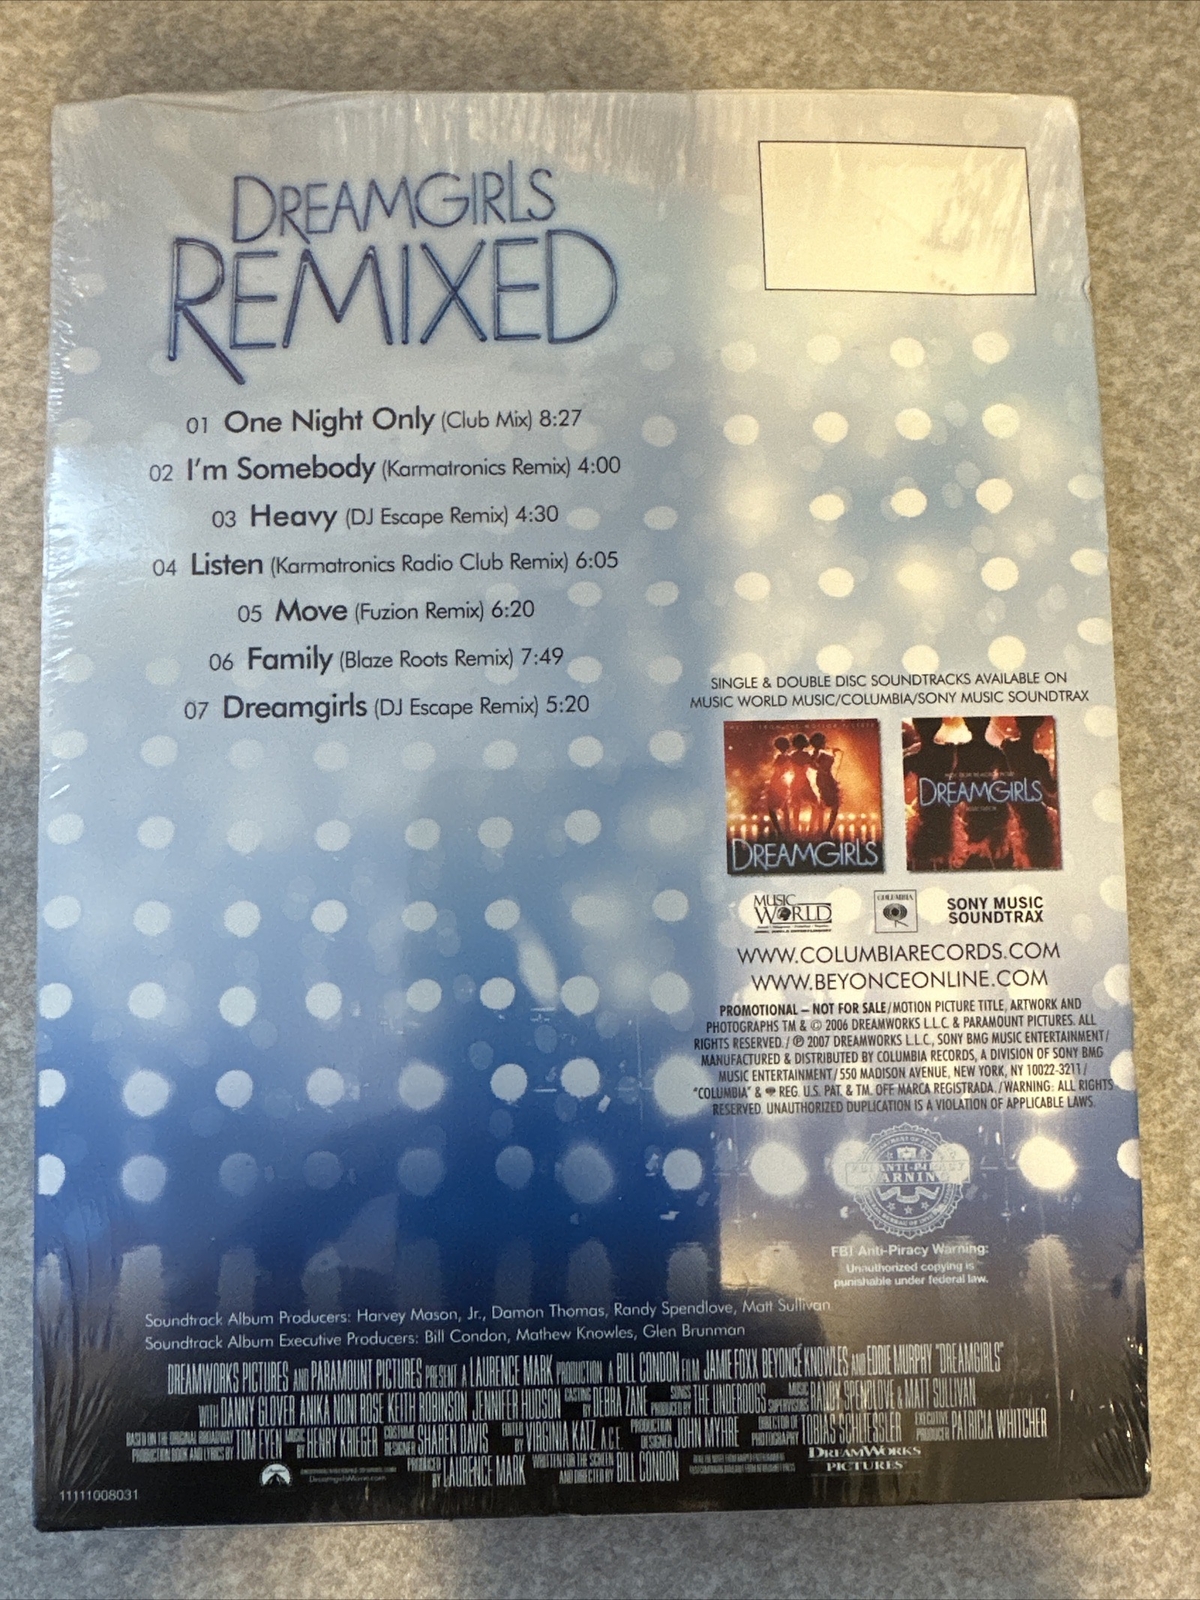 DREAMGIRLS
REMIXED
01 One Night Only (Club Mix) 8:27
02 I'm Somebody (Karmatronics Remix) 4:00
03 Heavy (DJ Escape Remix) 4:30
04 Listen (Karmatronics Radio Club Remix) 6:05
05 Move (Fuzion Remix) 6:20
06 Family (Blaze Roots Remix) 7:49
07 Dreamgirls (DJ Escape Remix) 5:20
SINGLE & DOUBLE DISC SOUNDTRACKS AVAILABLE ON
MUSIC WORLD MUSIC/COLUMBIA/SONY MUSIC SOUNDTRAX
DREAMGIRLS
DREAMGIRLS
MUSIC
WORLD
COLUMBIA
SONY MUSIC
SOUNDTRAX
WWW.COLUMBIARECORDS.COM
WWW.BEYONCEONLINE.COM
PROMOTIONAL – NOT FOR SALE/MOTION PICTURE TITLE, ARTWORK AND
PHOTOGRAPHS TM & © 2006 DREAMWORKS L.L.C. & PARAMOUNT PICTURES. ALL
RIGHTS RESERVED./ ℗ 2007 DREAMWORKS L.L.C., SONY BMG MUSIC ENTERTAINMENT/
MANUFACTURED & DISTRIBUTED BY COLUMBIA RECORDS, A DIVISION OF SONY BMG
MUSIC ENTERTAINMENT/550 MADISON AVENUE, NEW YORK, NY 10022-3211/
"COLUMBIA" & REG. U.S. PAT. & TM. OFF. MARCA REGISTRADA./WARNING: ALL RIGHTS
RESERVED. UNAUTHORIZED DUPLICATION IS A VIOLATION OF APPLICABLE LAWS.
FBI ANTI-PIRACY
WARNING
FBI Anti-Piracy Warning:
Unauthorized copying is
punishable under federal law.
Soundtrack Album Producers: Harvey Mason, Jr., Damon Thomas, Randy Spendlove, Matt Sullivan
Soundtrack Album Executive Producers: Bill Condon, Mathew Knowles, Glen Brunman
DREAMWORKS PICTURES AND PARAMOUNT PICTURES PRESENT A LAURENCE MARK PRODUCTION A BILL CONDON FILM JAMIE FOXX BEYONCÉ KNOWLES AND EDDIE MURPHY "DREAMGIRLS"
WITH DANNY GLOVER ANIKA NONI ROSE KEITH ROBINSON JENNIFER HUDSON CASTING BY DEBRA ZANE SONGS PRODUCED BY THE UNDERDOGS MUSIC SUPERVISORS RANDY SPENDLOVE & MATT SULLIVAN
BASED ON THE ORIGINAL BROADWAY PRODUCTION BOOK AND LYRICS BY TOM EYEN MUSIC BY HENRY KRIEGER COSTUME DESIGNER SHAREN DAVIS EDITED BY VIRGINIA KATZ A.C.E. PRODUCTION DESIGNER JOHN MYHRE DIRECTOR OF PHOTOGRAPHY TOBIAS SCHLIESSLER EXECUTIVE PRODUCER PATRICIA WHITCHER
PRODUCED BY LAURENCE MARK WRITTEN FOR THE SCREEN AND DIRECTED BY BILL CONDON
DREAMWORKS
PICTURES
DreamgirlsMovie.com
11111008031